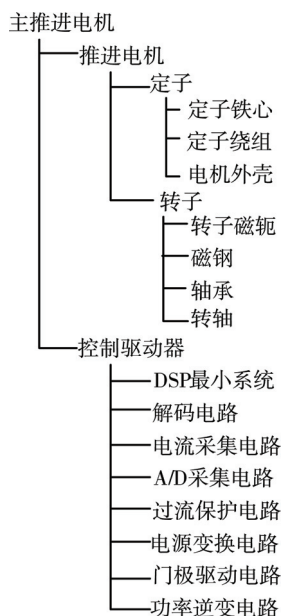 主推进电机
推进电机
定子
定子铁心
定子绕组
电机外壳
转子
转子磁轭
磁钢
轴承
转轴
控制驱动器
DSP最小系统
解码电路
电流采集电路
A/D采集电路
过流保护电路
电源变换电路
门极驱动电路
功率逆变电路